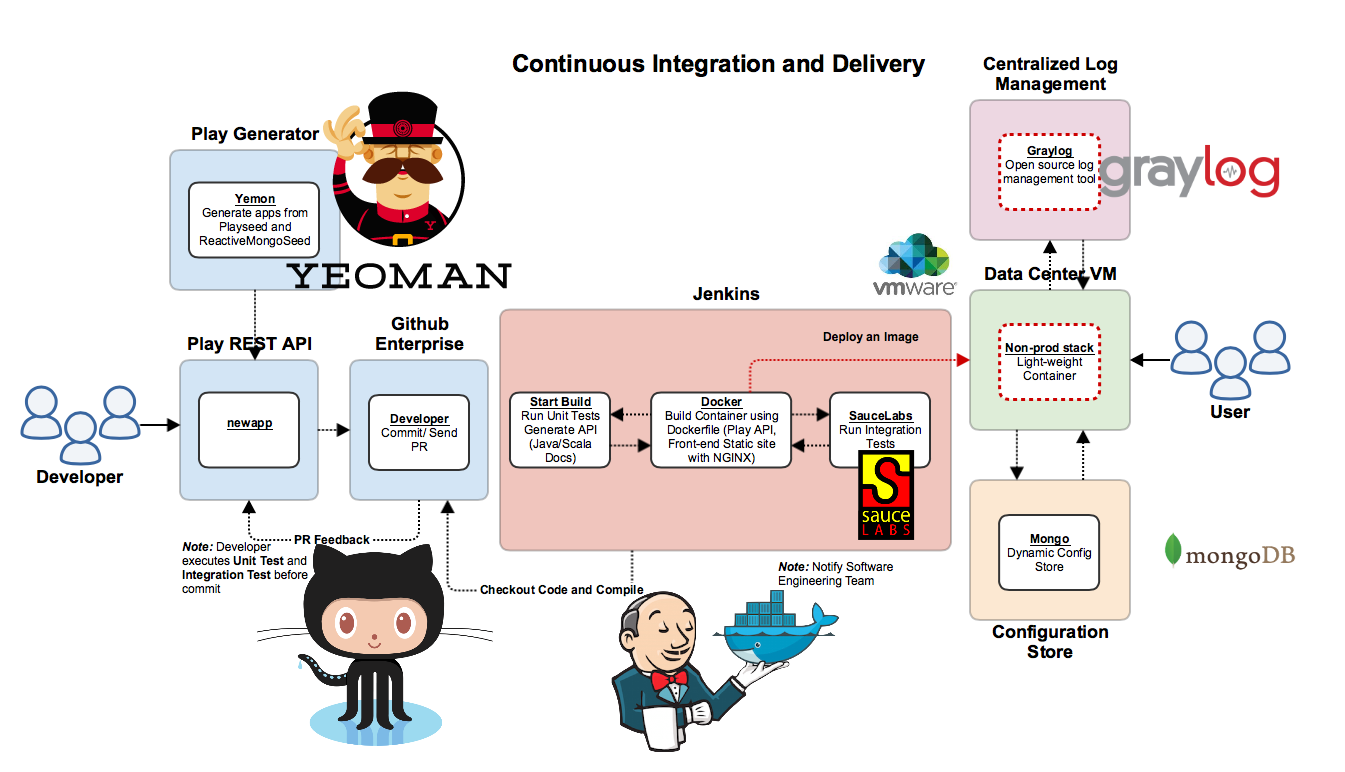 Continuous Integration and Delivery
Centralized Log
Management
Graylog
Open source log
management tool
graylog
Play Generator
Yemon
Generate apps from
Playseed and
ReactiveMongoSeed
Y
YEOMAN
vmware
Data Center VM
Non-prod stack
Light-weight
Container
User
Jenkins
Deploy an Image
Start Build
Run Unit Tests
Generate API
(Java/Scala
Docs)
Docker
Build Container using
Dockerfile (Play API,
Front-end Static site
with NGINX)
SauceLabs
Run Integration
Tests
S
sauce
LABS
Github
Enterprise
Developer
Commit/ Send
PR
Play REST API
newapp
Developer
PR Feedback
Note: Developer
executes Unit Test and
Integration Test before
commit
Checkout Code and Compile
Note: Notify Software
Engineering Team
Mongo
Dynamic Config
Store
mongoDB
Configuration
Store